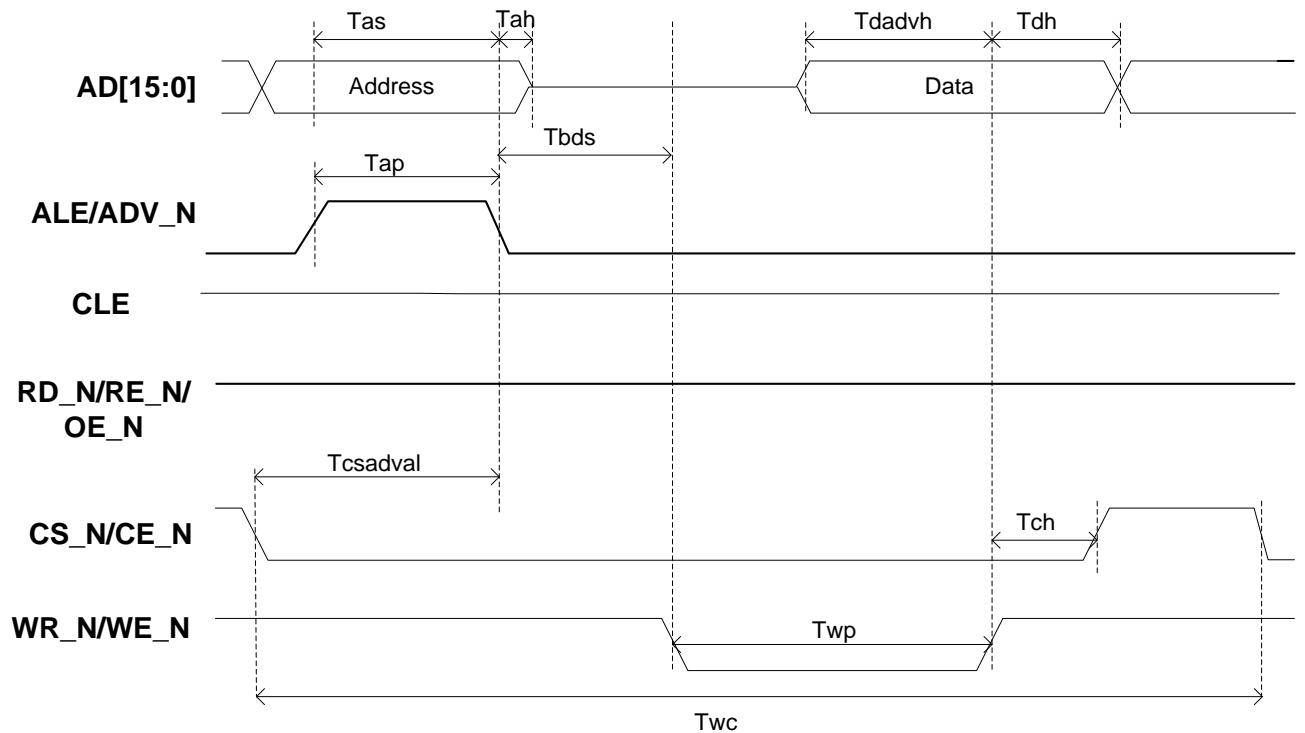 Tas
Tah
Tdadvh
Tdh
AD[15:0]
Address
Data
Tbds
Tap
ALE/ADV_N
CLE
RD_N/RE_N/
OE_N
Tcsadval
CS_N/CE_N
Tch
WR_N/WE_N
Twp
Twc